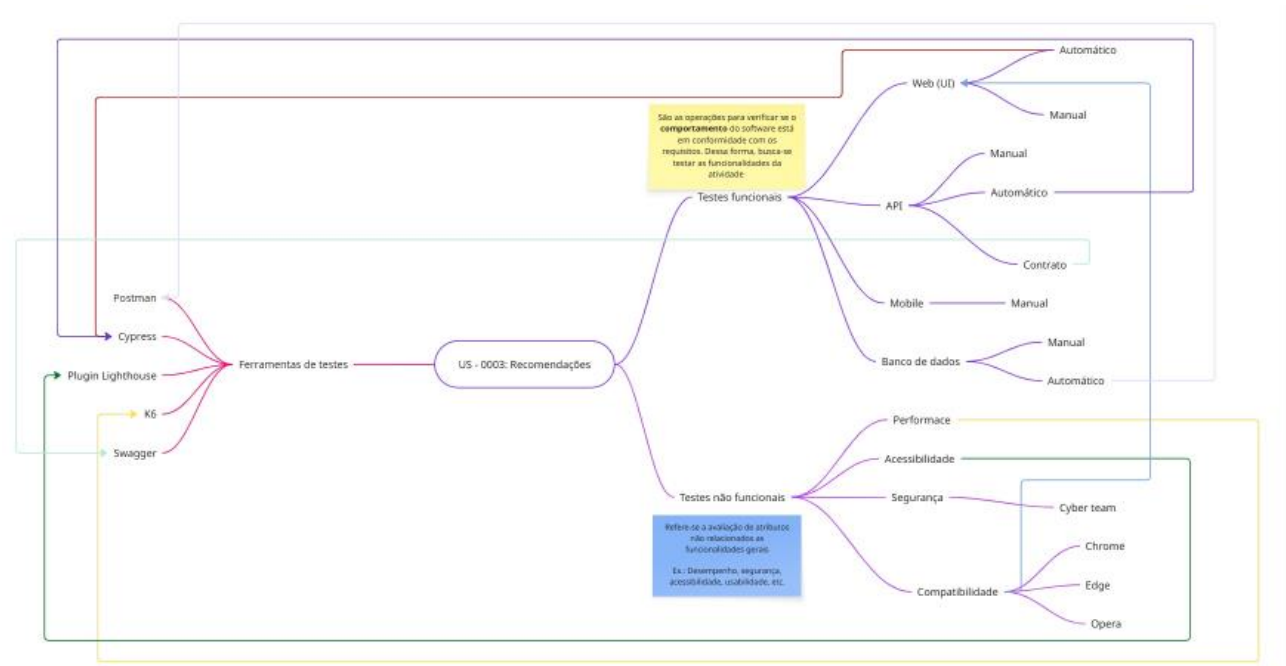 Automático
Web (UI)
Manual
São as operações para verificar se o
comportamento do software está
em conformidade com os
requisitos. Dessa forma, busca-se
testar as funcionalidades da
atividade
Testes funcionais
Manual
API
Automático
Contrato
Mobile
Manual
Manual
Banco de dados
Automático
Postman
Cypress
Plugin Lighthouse
K6
Swagger
Ferramentas de testes
US - 0003: Recomendações
Performace
Acessibilidade
Testes não funcionais
Segurança
Cyber team
Refere-se a avaliação de atributos
não relacionados as
funcionalidades gerais
Ex.: Desempenho, segurança,
acessibilidade, usabilidade, etc.
Chrome
Compatibilidade
Edge
Opera